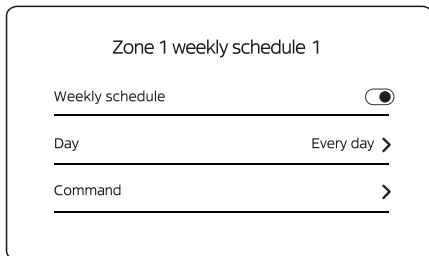 Zone 1 weekly schedule 1
Weekly schedule
Day Every day
Command